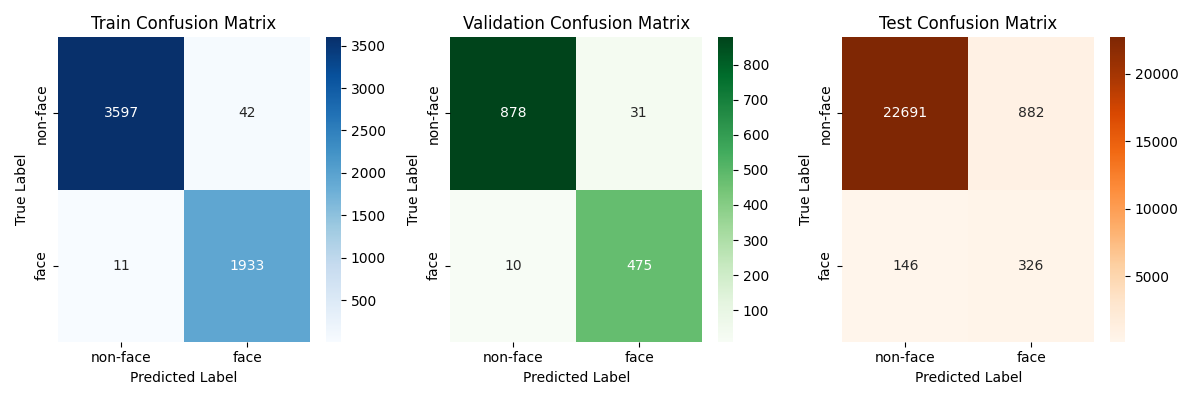 Train Confusion Matrix
True Label
non-face
face
3597
42
11
1933
non-face
face
Predicted Label
3500
3000
2500
2000
1500
1000
500
Validation Confusion Matrix
True Label
non-face
face
878
31
10
475
non-face
face
Predicted Label
800
700
600
500
400
300
200
100
Test Confusion Matrix
True Label
non-face
face
22691
882
146
326
non-face
face
Predicted Label
20000
15000
10000
5000